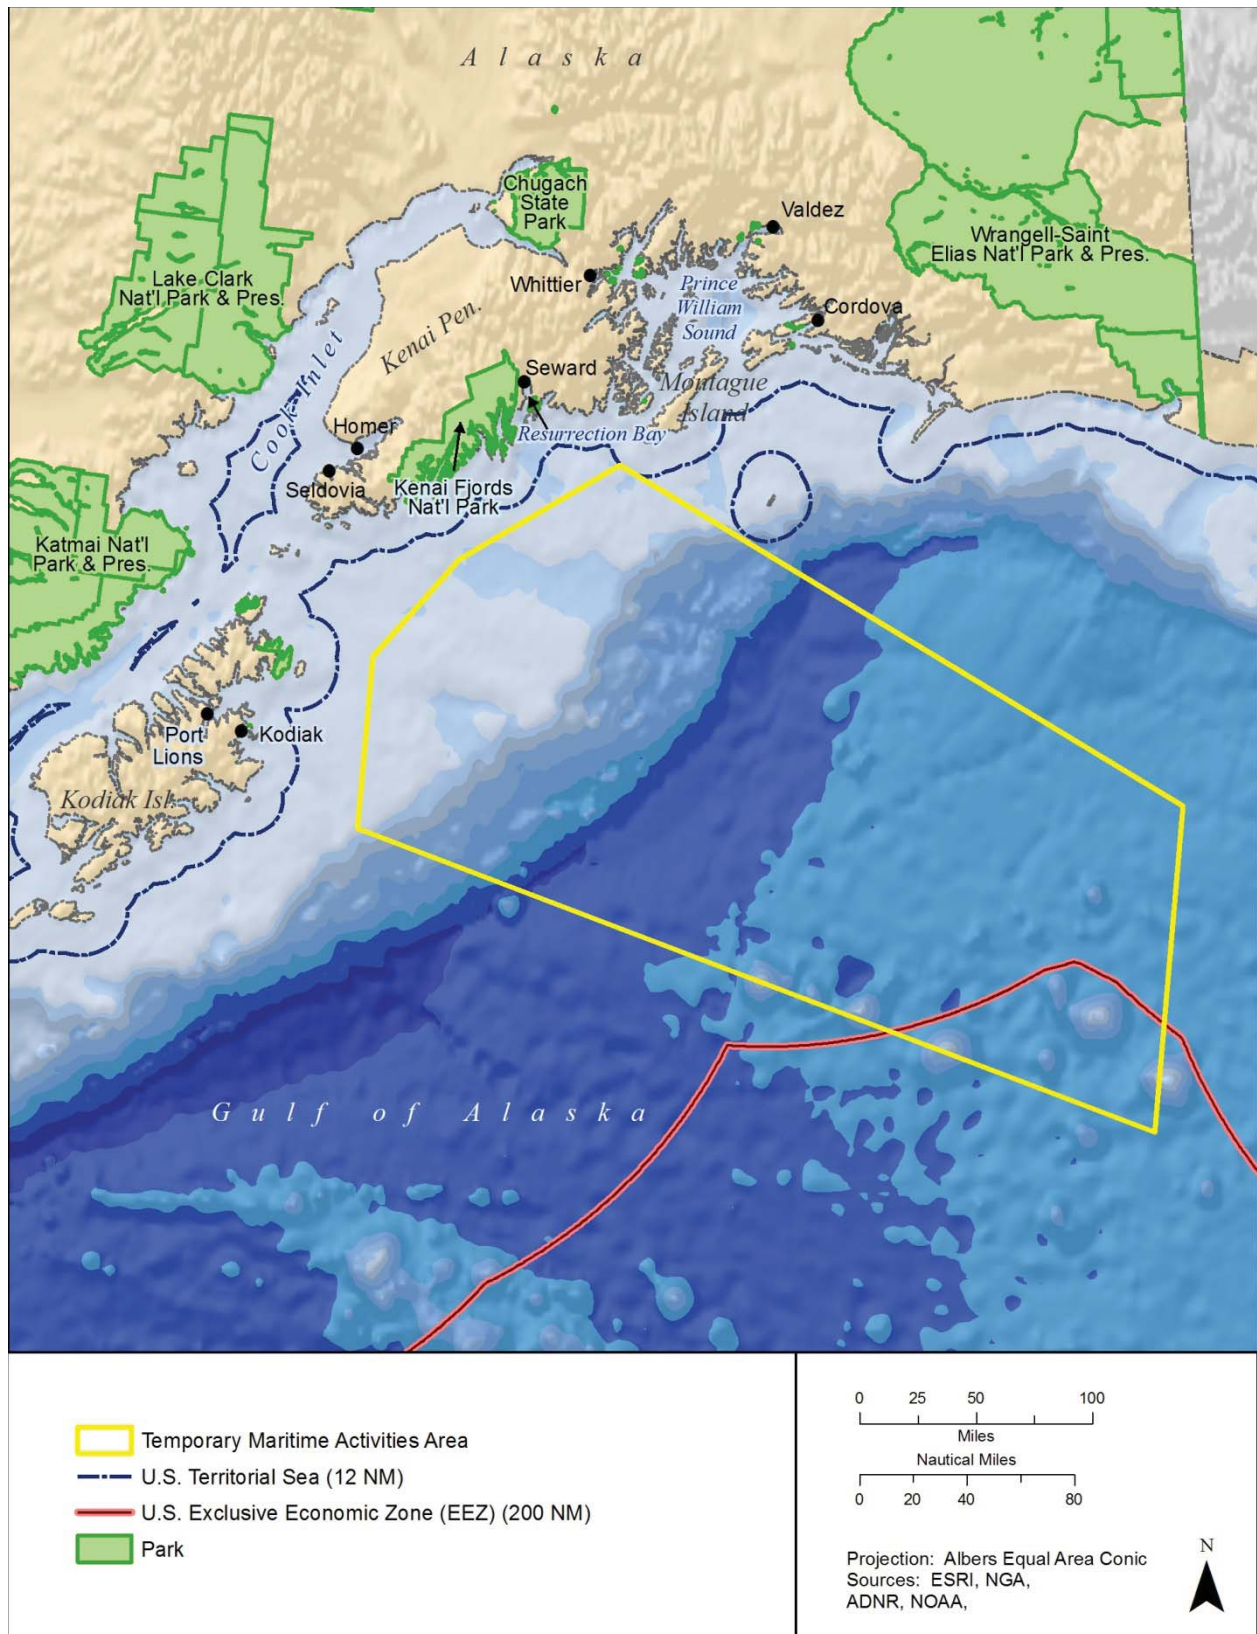 Alaska
Chugach
State
Park
Valdez
Wrangell-Saint
Elias Nat'l Park & Pres.
Lake Clark
Nat'l Park & Pres.
Whittier
Prince
William
Sound
Cordova
Kenai Pen.
Cook Inlet
Seward
Montague
Island
Homer
Resurrection Bay
Seldovia
Kenai Fjords
Nat'l Park
Katmai Nat'l
Park & Pres.
Port
Lions
Kodiak
Kodiak Isl.
Gulf of Alaska
Temporary Maritime Activities Area
U.S. Territorial Sea (12 NM)
U.S. Exclusive Economic Zone (EEZ) (200 NM)
Park
0 25 50 100
Miles
Nautical Miles
0 20 40 80
Projection: Albers Equal Area Conic
Sources: ESRI, NGA,
ADNR, NOAA,
N